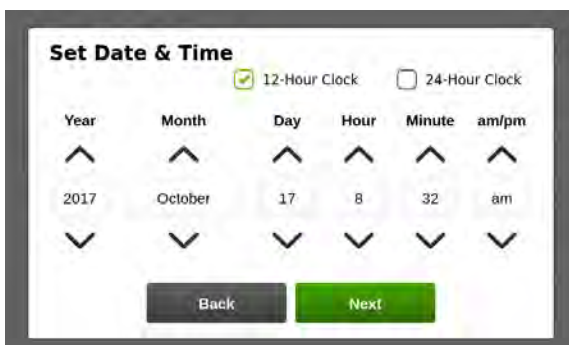 Set Date & Time
12-Hour Clock 24-Hour Clock
Year Month Day Hour Minute am/pm
2017 October 17 8 32 am
Back Next